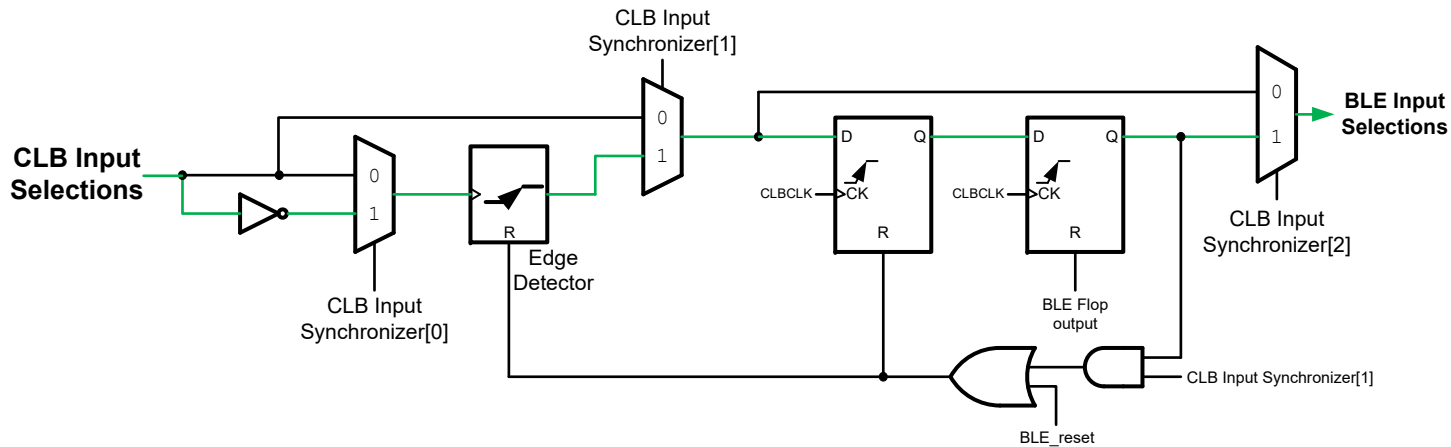 CLB Input
Synchronizer[1]
0
1
BLE Input
Selections
CLB Input
Selections
0
1
0
1
D
Q
D
Q
CLBCLK
CK
CLBCLK
CK
R
R
R
Edge
Detector
CLB Input
Synchronizer[0]
CLB Input
Synchronizer[2]
BLE Flop
output
CLB Input Synchronizer[1]
BLE_reset